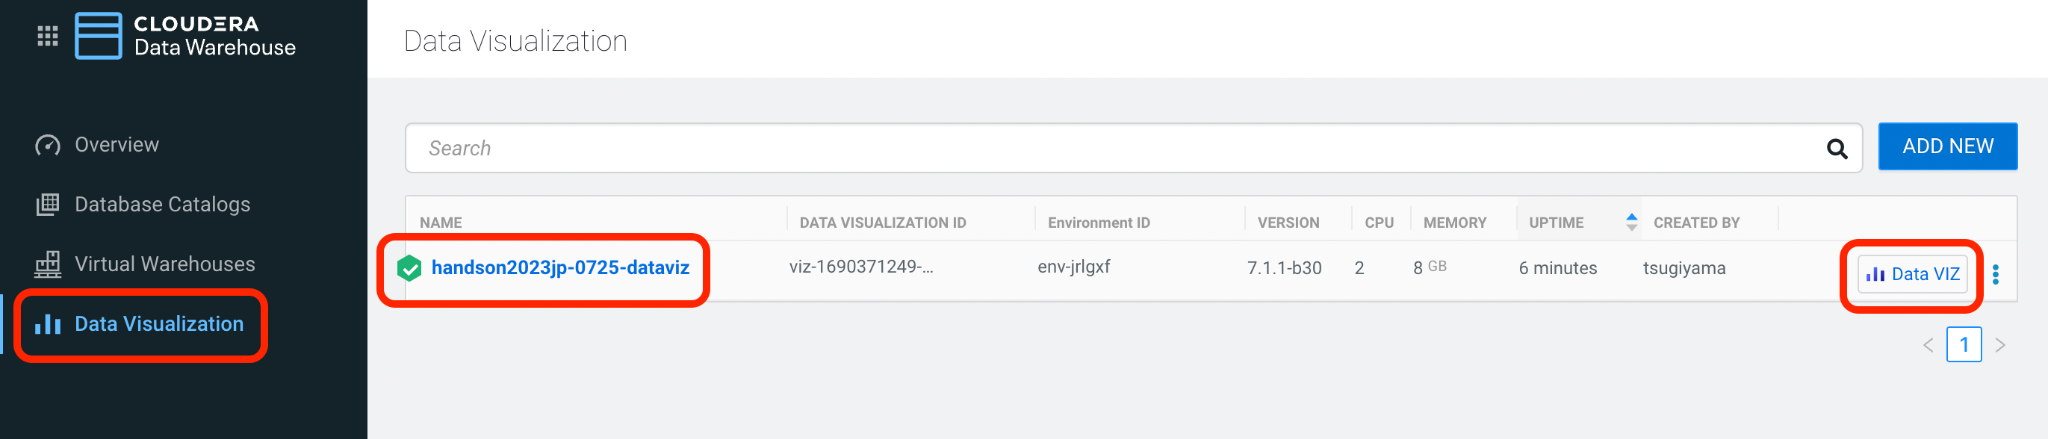 CLOUDERA
Data Warehouse
Overview
Database Catalogs
Virtual Warehouses
Data Visualization
Data Visualization
Search
ADD NEW
NAME DATA VISUALIZATION ID Environment ID VERSION CPU MEMORY UPTIME CREATED BY
handson2023jp-0725-dataviz viz-1690371249-... env-jrlgxf 7.1.1-b30 2 8 GB 6 minutes tsugiyama Data VIZ
< 1 >